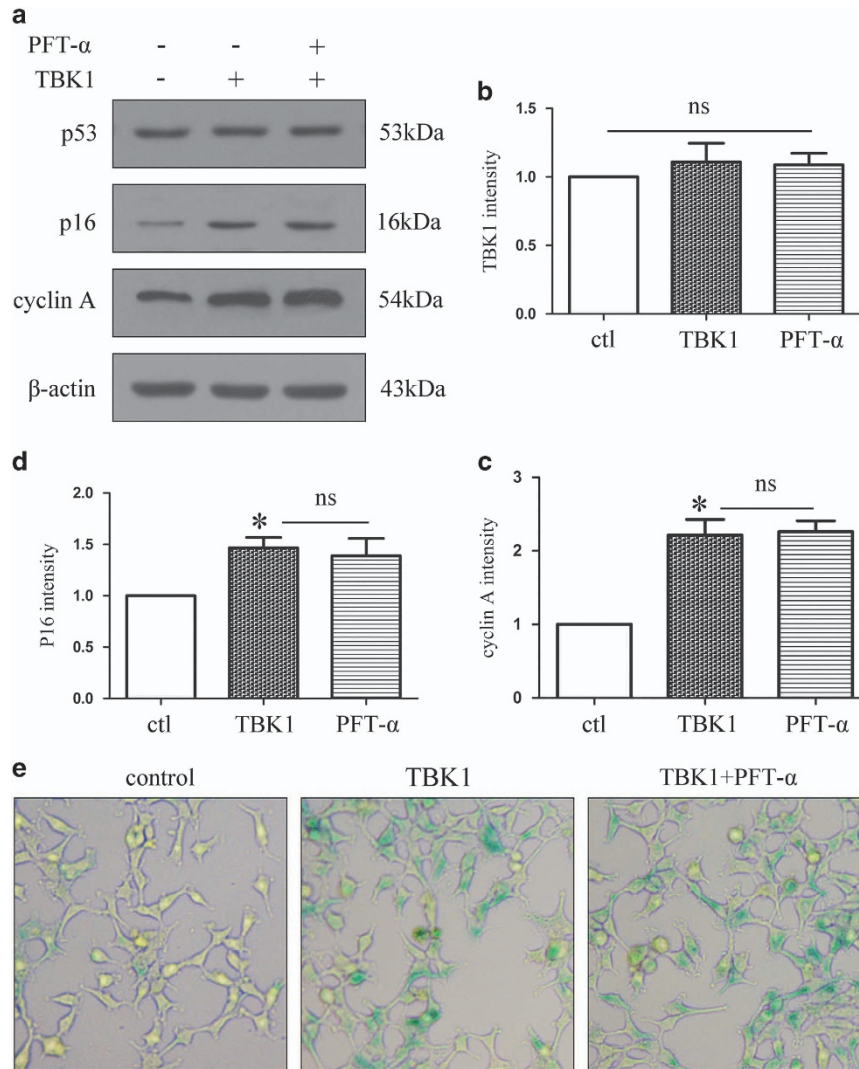 a
PFT-α - - +
TBK1 - + +
p53 53kDa
p16 16kDa
cyclin A 54kDa
β-actin 43kDa
b
ns
TBK1 intensity
1.5
1.0
0.5
0.0
ctl TBK1 PFT-α
d
ns
*
P16 intensity
2.0
1.5
1.0
0.5
0.0
ctl TBK1 PFT-α
c
ns
*
cyclin A intensity
3
2
1
0
ctl TBK1 PFT-α
e
control TBK1 TBK1+PFT-α